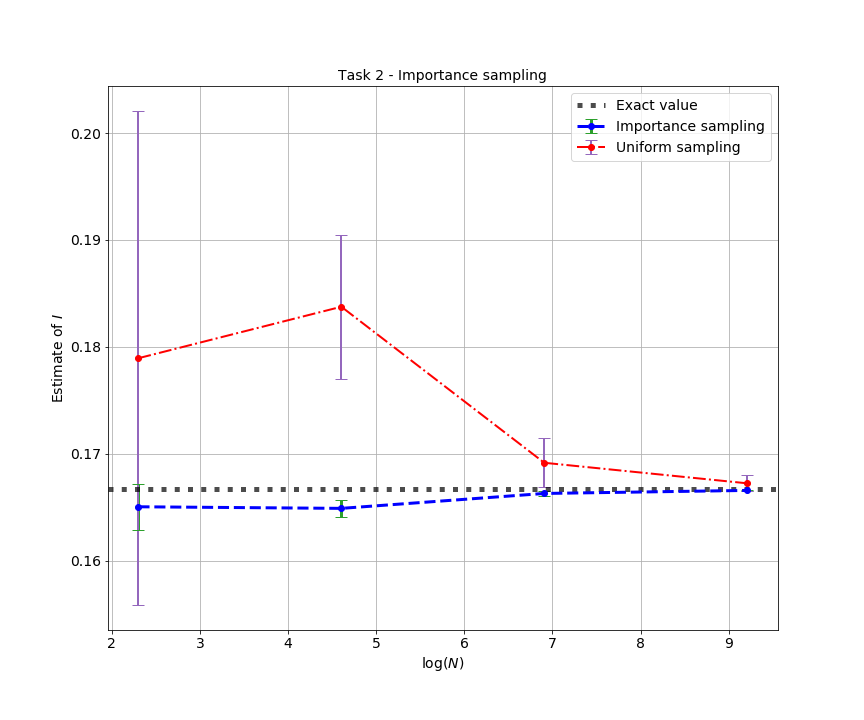 Task 2 - Importance sampling
Exact value
Importance sampling
Uniform sampling
0.20
0.19
0.18
0.17
0.16
Estimate of I
2 3 4 5 6 7 8 9
log(N)